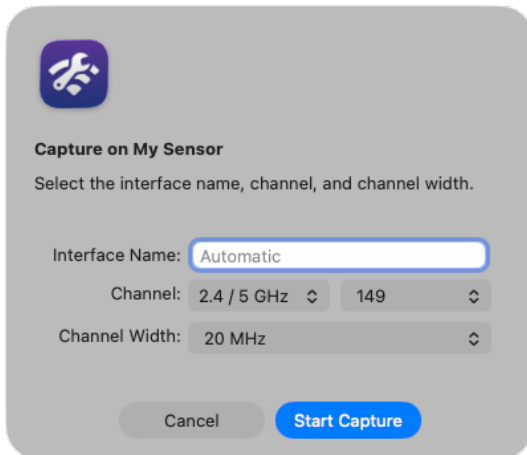 Capture on My Sensor
Select the interface name, channel, and channel width.
Interface Name: Automatic
Channel: 2.4 / 5 GHz 149
Channel Width: 20 MHz
Cancel Start Capture